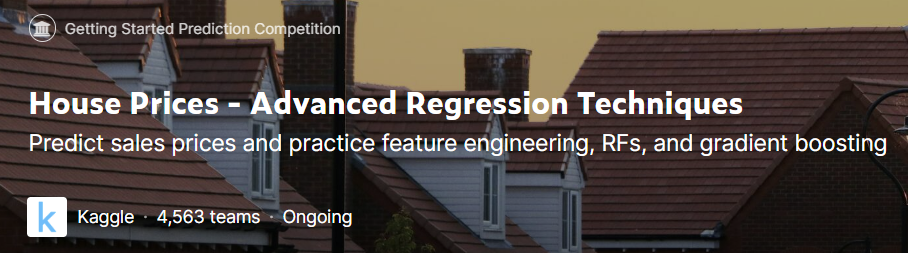 Getting Started Prediction Competition
House Prices - Advanced Regression Techniques
Predict sales prices and practice feature engineering, RFs, and gradient boosting
k Kaggle · 4,563 teams · Ongoing